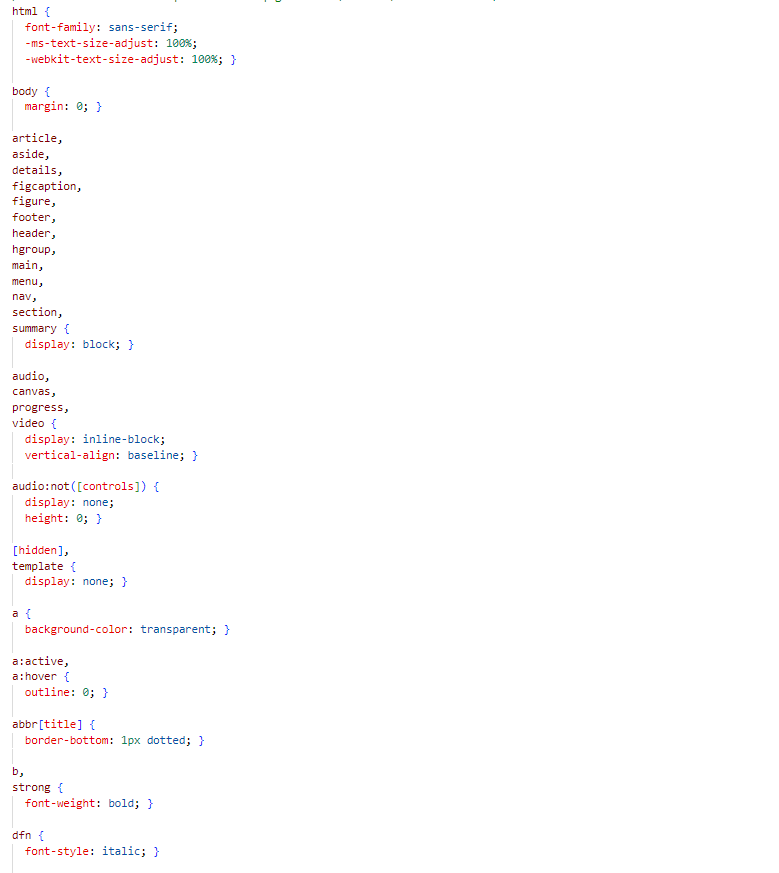 html {
  font-family: sans-serif;
  -ms-text-size-adjust: 100%;
  -webkit-text-size-adjust: 100%; }

body {
  margin: 0; }

article,
aside,
details,
figcaption,
figure,
footer,
header,
hgroup,
main,
menu,
nav,
section,
summary {
  display: block; }

audio,
canvas,
progress,
video {
  display: inline-block;
  vertical-align: baseline; }

audio:not([controls]) {
  display: none;
  height: 0; }

[hidden],
template {
  display: none; }

a {
  background-color: transparent; }

a:active,
a:hover {
  outline: 0; }

abbr[title] {
  border-bottom: 1px dotted; }

b,
strong {
  font-weight: bold; }

dfn {
  font-style: italic; }